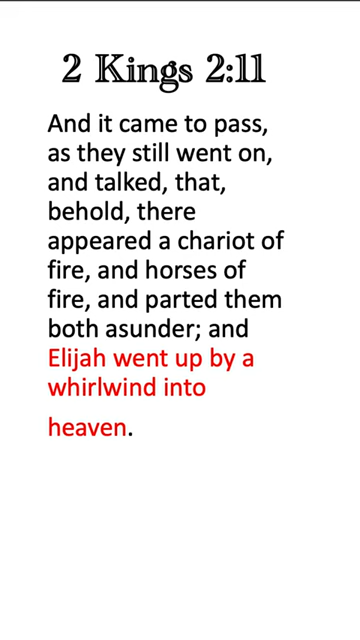 2 Kings 2:11
And it came to pass,
as they still went on,
and talked, that,
behold, there
appeared a chariot of
fire, and horses of
fire, and parted them
both asunder; and
Elijah went up by a
whirlwind into
heaven.